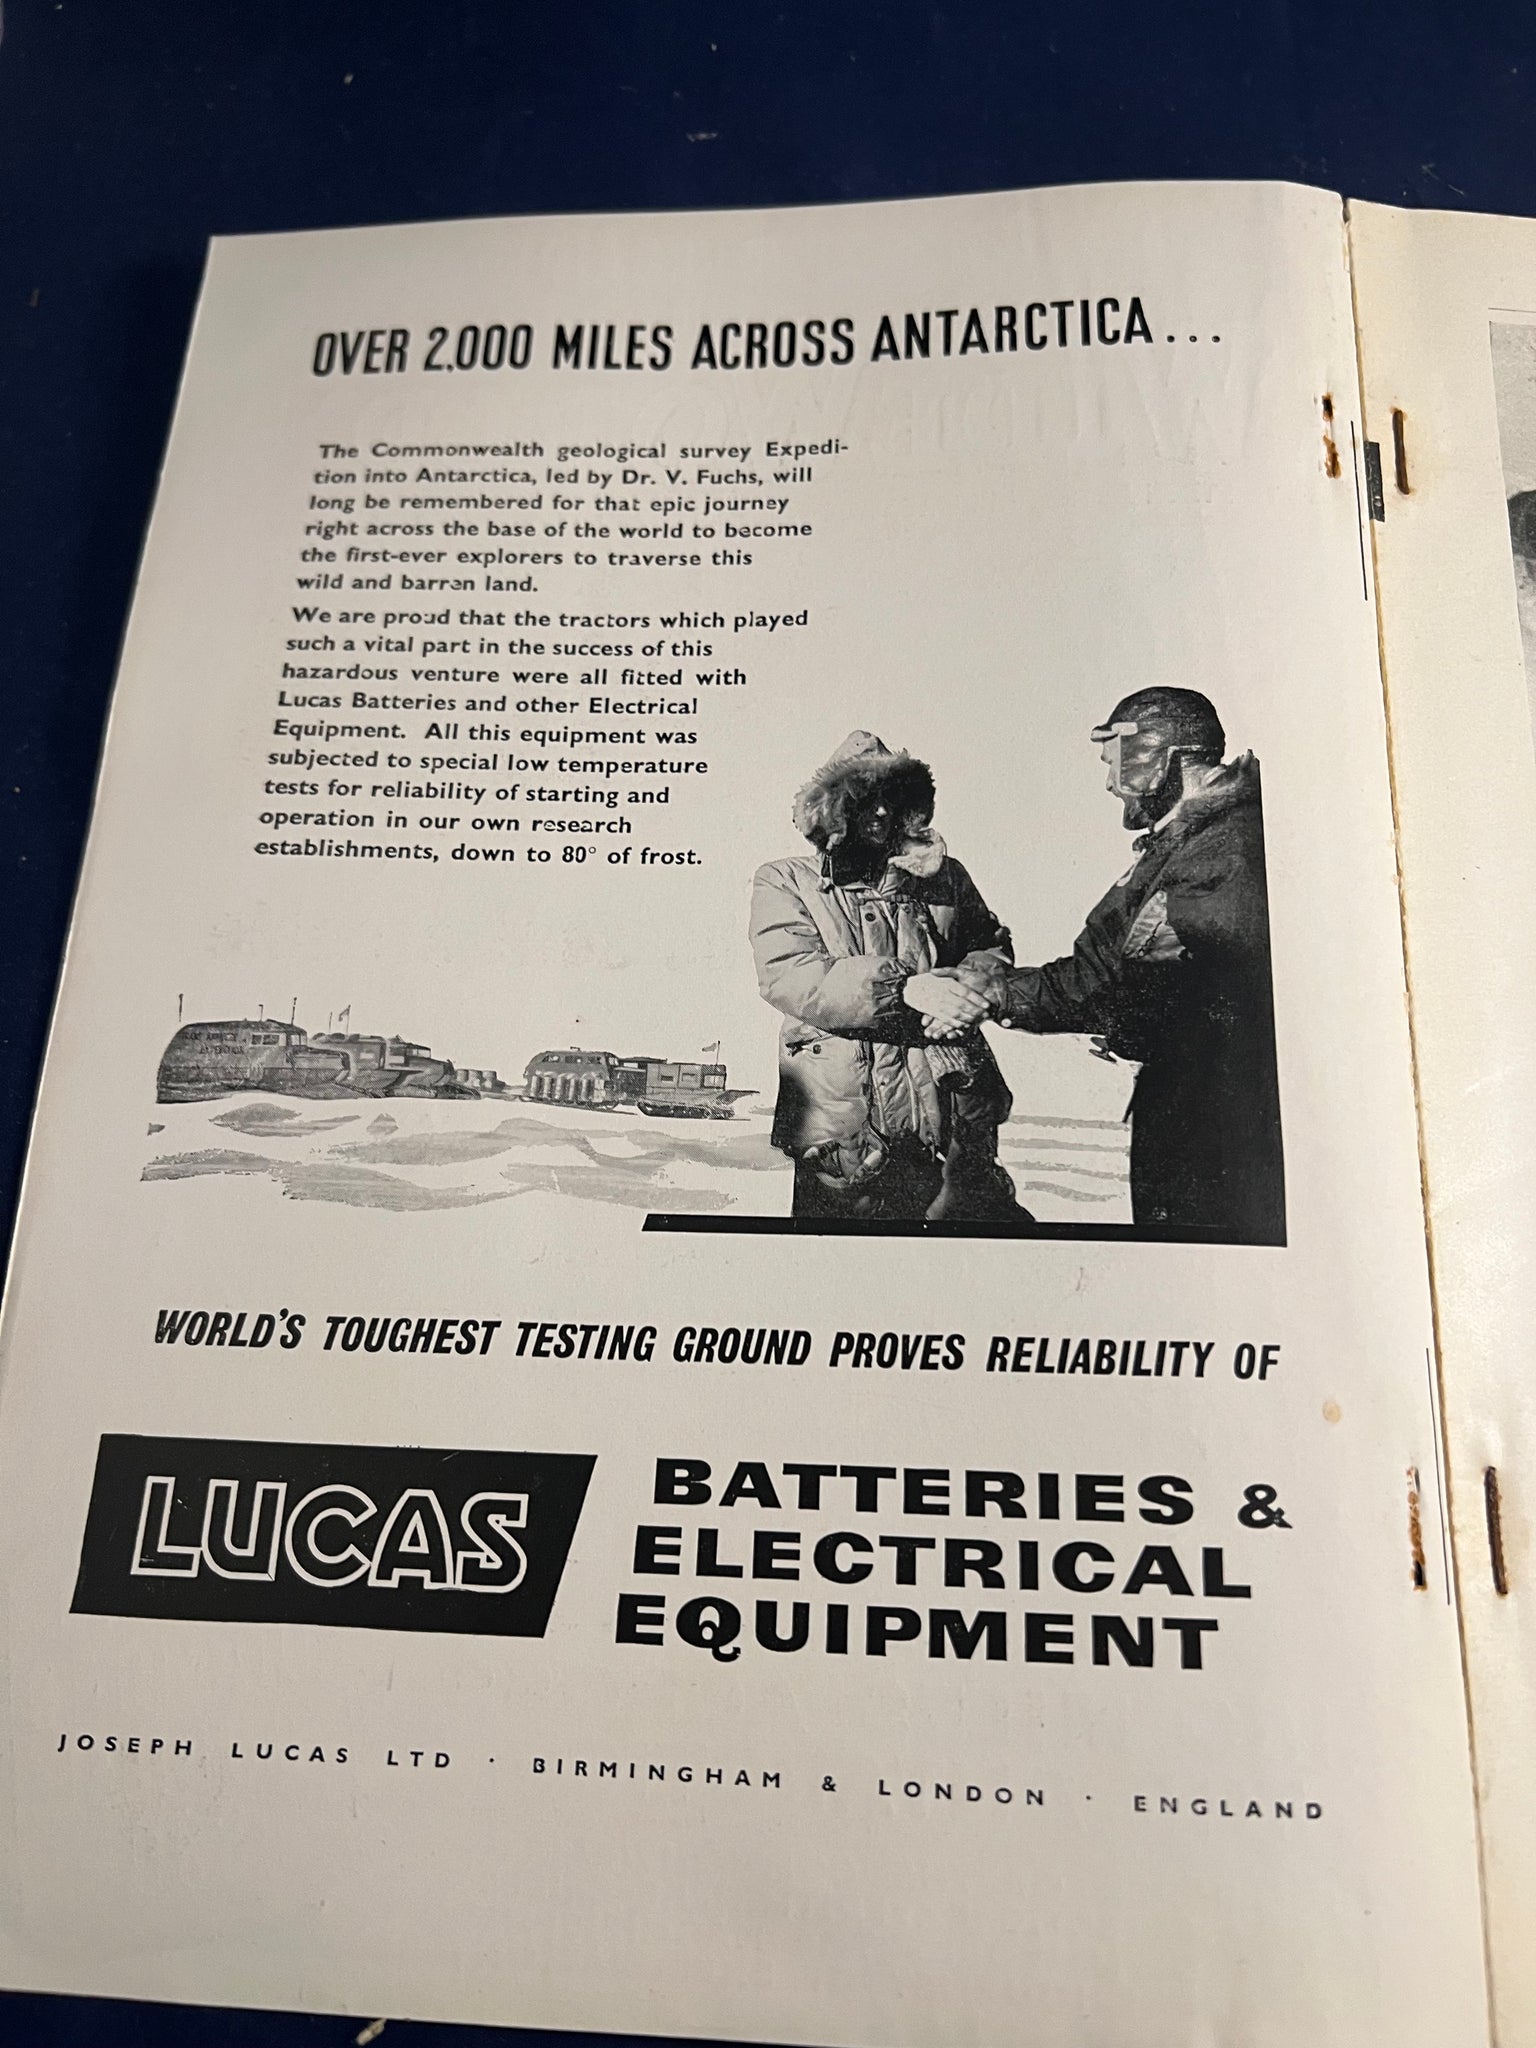 OVER 2,000 MILES ACROSS ANTARCTICA...
The Commonwealth geological survey Expedi-
tion into Antarctica, led by Dr. V. Fuchs, will
long be remembered for that epic journey
right across the base of the world to become
the first-ever explorers to traverse this
wild and barren land.
We are proud that the tractors which played
such a vital part in the success of this
hazardous venture were all fitted with
Lucas Batteries and other Electrical
Equipment. All this equipment was
subjected to special low temperature
tests for reliability of starting and
operation in our own research
establishments, down to 80° of frost.
WORLD'S TOUGHEST TESTING GROUND PROVES RELIABILITY OF
LUCAS
BATTERIES &
ELECTRICAL
EQUIPMENT
JOSEPH LUCAS LTD · BIRMINGHAM & LONDON · ENGLAND